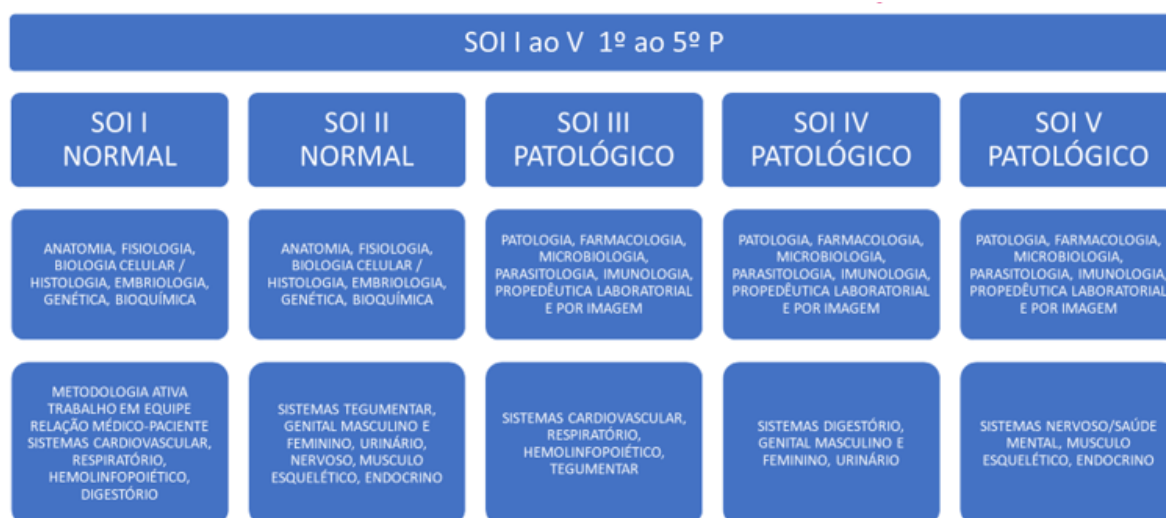 SOI I ao V 1º ao 5º P
SOI I
NORMAL
SOI II
NORMAL
SOI III
PATOLÓGICO
SOI IV
PATOLÓGICO
SOI V
PATOLÓGICO
ANATOMIA, FISIOLOGIA,
BIOLOGIA CELULAR /
HISTOLOGIA, EMBRIOLOGIA,
GENÉTICA, BIOQUÍMICA
ANATOMIA, FISIOLOGIA,
BIOLOGIA CELULAR /
HISTOLOGIA, EMBRIOLOGIA,
GENÉTICA, BIOQUÍMICA
PATOLOGIA, FARMACOLOGIA,
MICROBIOLOGIA,
PARASITOLOGIA, IMUNOLOGIA,
PROPEDÊUTICA LABORATORIAL
E POR IMAGEM
PATOLOGIA, FARMACOLOGIA,
MICROBIOLOGIA,
PARASITOLOGIA, IMUNOLOGIA,
PROPEDÊUTICA LABORATORIAL
E POR IMAGEM
PATOLOGIA, FARMACOLOGIA,
MICROBIOLOGIA,
PARASITOLOGIA, IMUNOLOGIA,
PROPEDÊUTICA LABORATORIAL
E POR IMAGEM
METODOLOGIA ATIVA
TRABALHO EM EQUIPE
RELAÇÃO MÉDICO-PACIENTE
SISTEMAS CARDIOVASCULAR,
RESPIRATÓRIO,
HEMOLINFOPOIÉTICO,
DIGESTÓRIO
SISTEMAS TEGUMENTAR,
GENITAL MASCULINO E
FEMININO, URINÁRIO,
NERVOSO, MUSCULO
ESQUELÉTICO, ENDOCRINO
SISTEMAS CARDIOVASCULAR,
RESPIRATÓRIO,
HEMOLINFOPOIÉTICO,
TEGUMENTAR
SISTEMAS DIGESTÓRIO,
GENITAL MASCULINO E
FEMININO, URINÁRIO
SISTEMAS NERVOSO/SAÚDE
MENTAL, MUSCULO
ESQUELÉTICO, ENDOCRINO